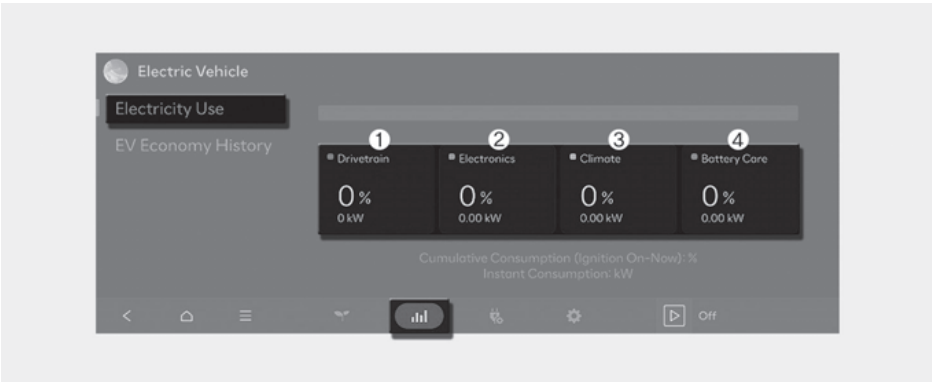 Electric Vehicle
Electricity Use
EV Economy History
1 2 3 4
Drivetrain Electronics Climate Battery Care
0 % 0 % 0 % 0 %
0 kW 0.00 kW 0.00 kW 0.00 kW
Cumulative Consumption (Ignition On-Now): %
Instant Consumption: kW
Off